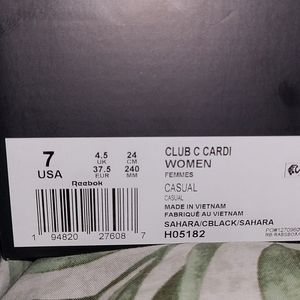 7
USA
4.5
UK
24
CM
37.5
EUR
240
MM
Reebok
1 94820 27608 7
CLUB C CARDI
WOMEN
FEMMES
CASUAL
CASUAL
MADE IN VIETNAM
FABRIQUÉ AU VIETNAM
SAHARA/CBLACK/SAHARA
H05182